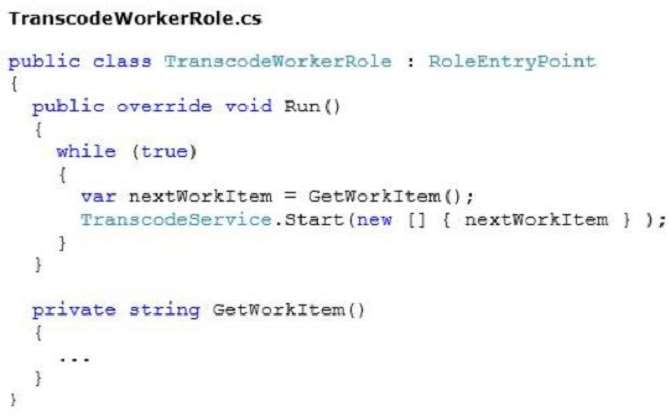 TranscodeWorkerRole.cs
public class TranscodeWorkerRole : RoleEntryPoint
{
  public override void Run()
  {
    while (true)
    {
      var nextWorkItem = GetWorkItem();
      TranscodeService.Start(new [] { nextWorkItem } );
    }
  }
  private string GetWorkItem()
  {
    ...
  }
}